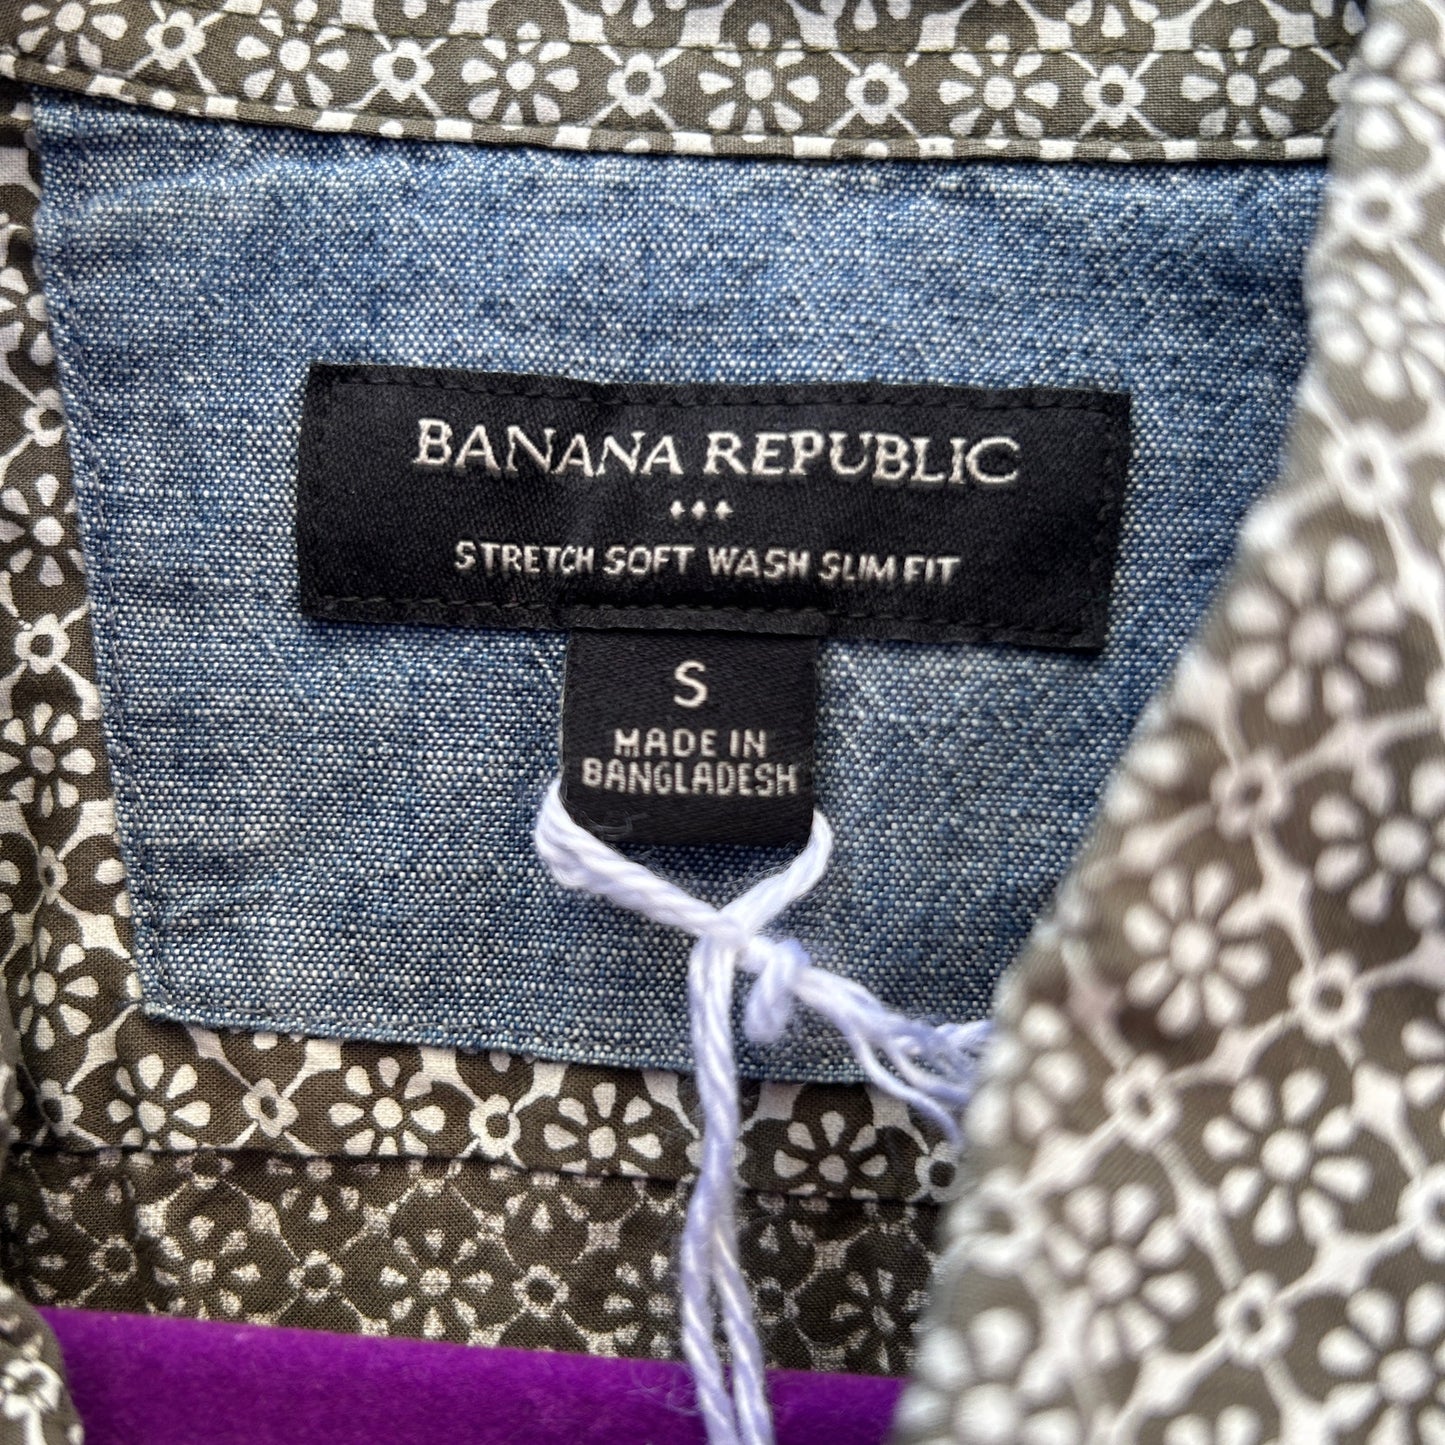 BANANA REPUBLIC
STRETCH SOFT WASH SLIM FIT
S
MADE IN
BANGLADESH